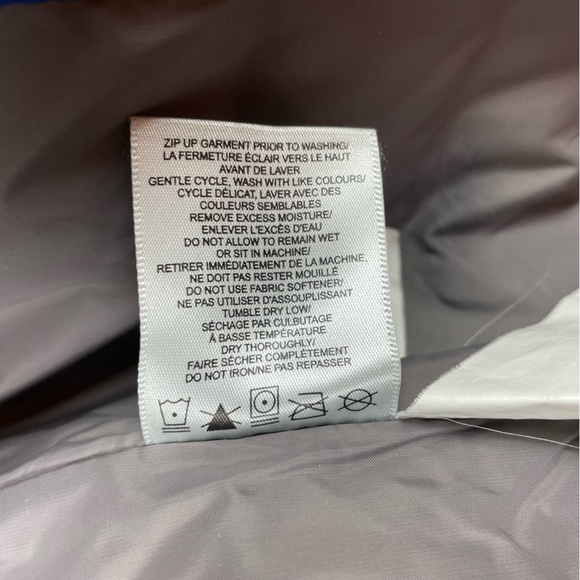 ZIP UP GARMENT PRIOR TO WASHING/
LA FERMETURE ÉCLAIR VERS LE HAUT
AVANT DE LAVER
GENTLE CYCLE, WASH WITH LIKE COLOURS/
CYCLE DÉLICAT, LAVER AVEC DES
COULEURS SEMBLABLES
REMOVE EXCESS MOISTURE/
ENLEVER L'EXCÈS D'EAU
DO NOT ALLOW TO REMAIN WET
OR SIT IN MACHINE/
RETIRER IMMÉDIATEMENT DE LA MACHINE,
NE DOIT PAS RESTER MOUILLÉ
DO NOT USE FABRIC SOFTENER/
NE PAS UTILISER D'ASSOUPLISSANT
TUMBLE DRY LOW/
SÉCHAGE PAR CULBUTAGE
À BASSE TEMPÉRATURE
DRY THOROUGHLY/
FAIRE SÉCHER COMPLÈTEMENT
DO NOT IRON/NE PAS REPASSER